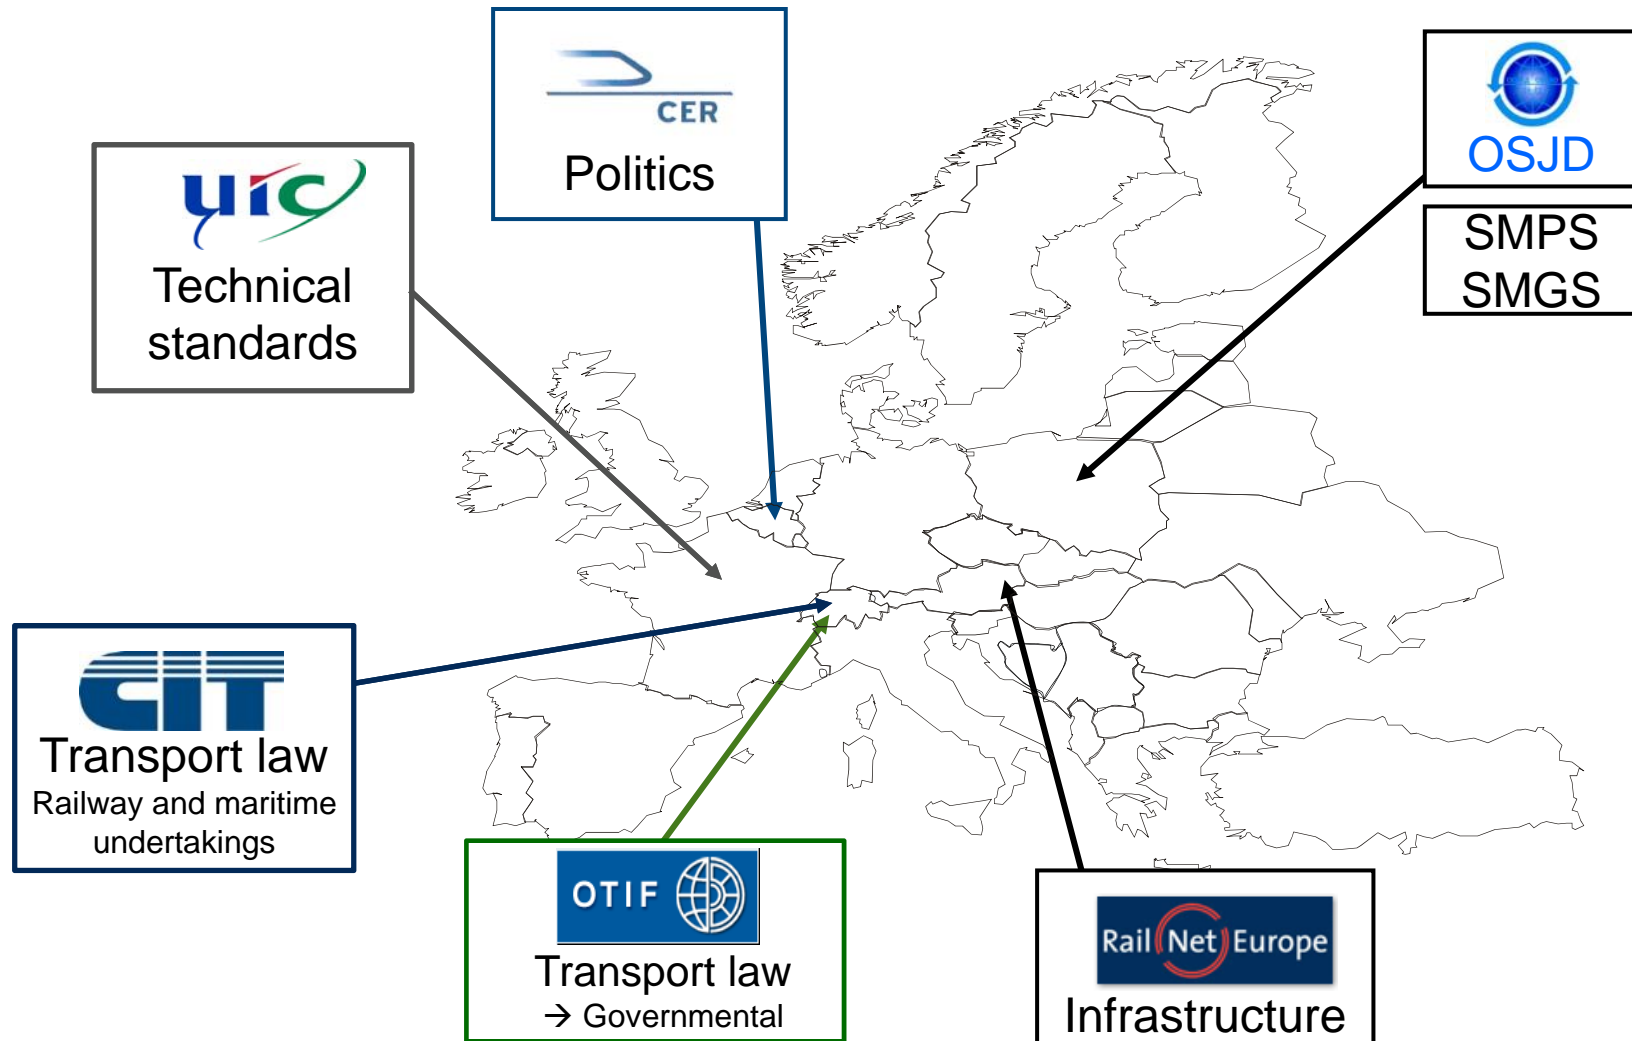 CER
Politics
uic
Technical
standards
OSJD
SMPS
SMGS
CIT
Transport law
Railway and maritime
undertakings
OTIF
Transport law
→ Governmental
Rail Net Europe
Infrastructure